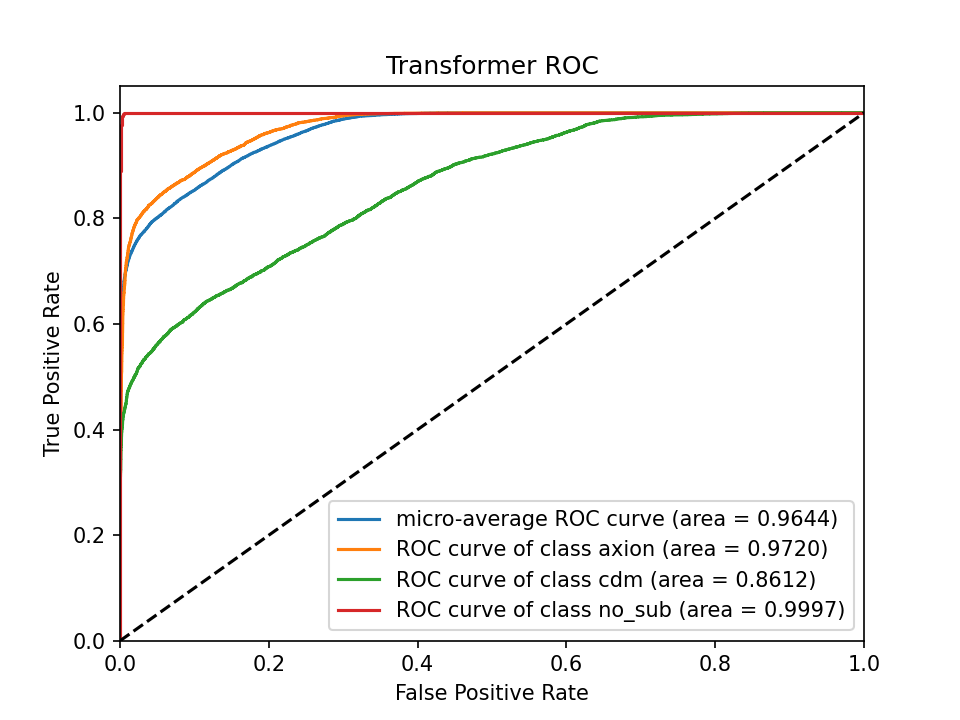 Transformer ROC
True Positive Rate
1.0
0.8
0.6
0.4
0.2
0.0
micro-average ROC curve (area = 0.9644)
ROC curve of class axion (area = 0.9720)
ROC curve of class cdm (area = 0.8612)
ROC curve of class no_sub (area = 0.9997)
0.0 0.2 0.4 0.6 0.8 1.0
False Positive Rate